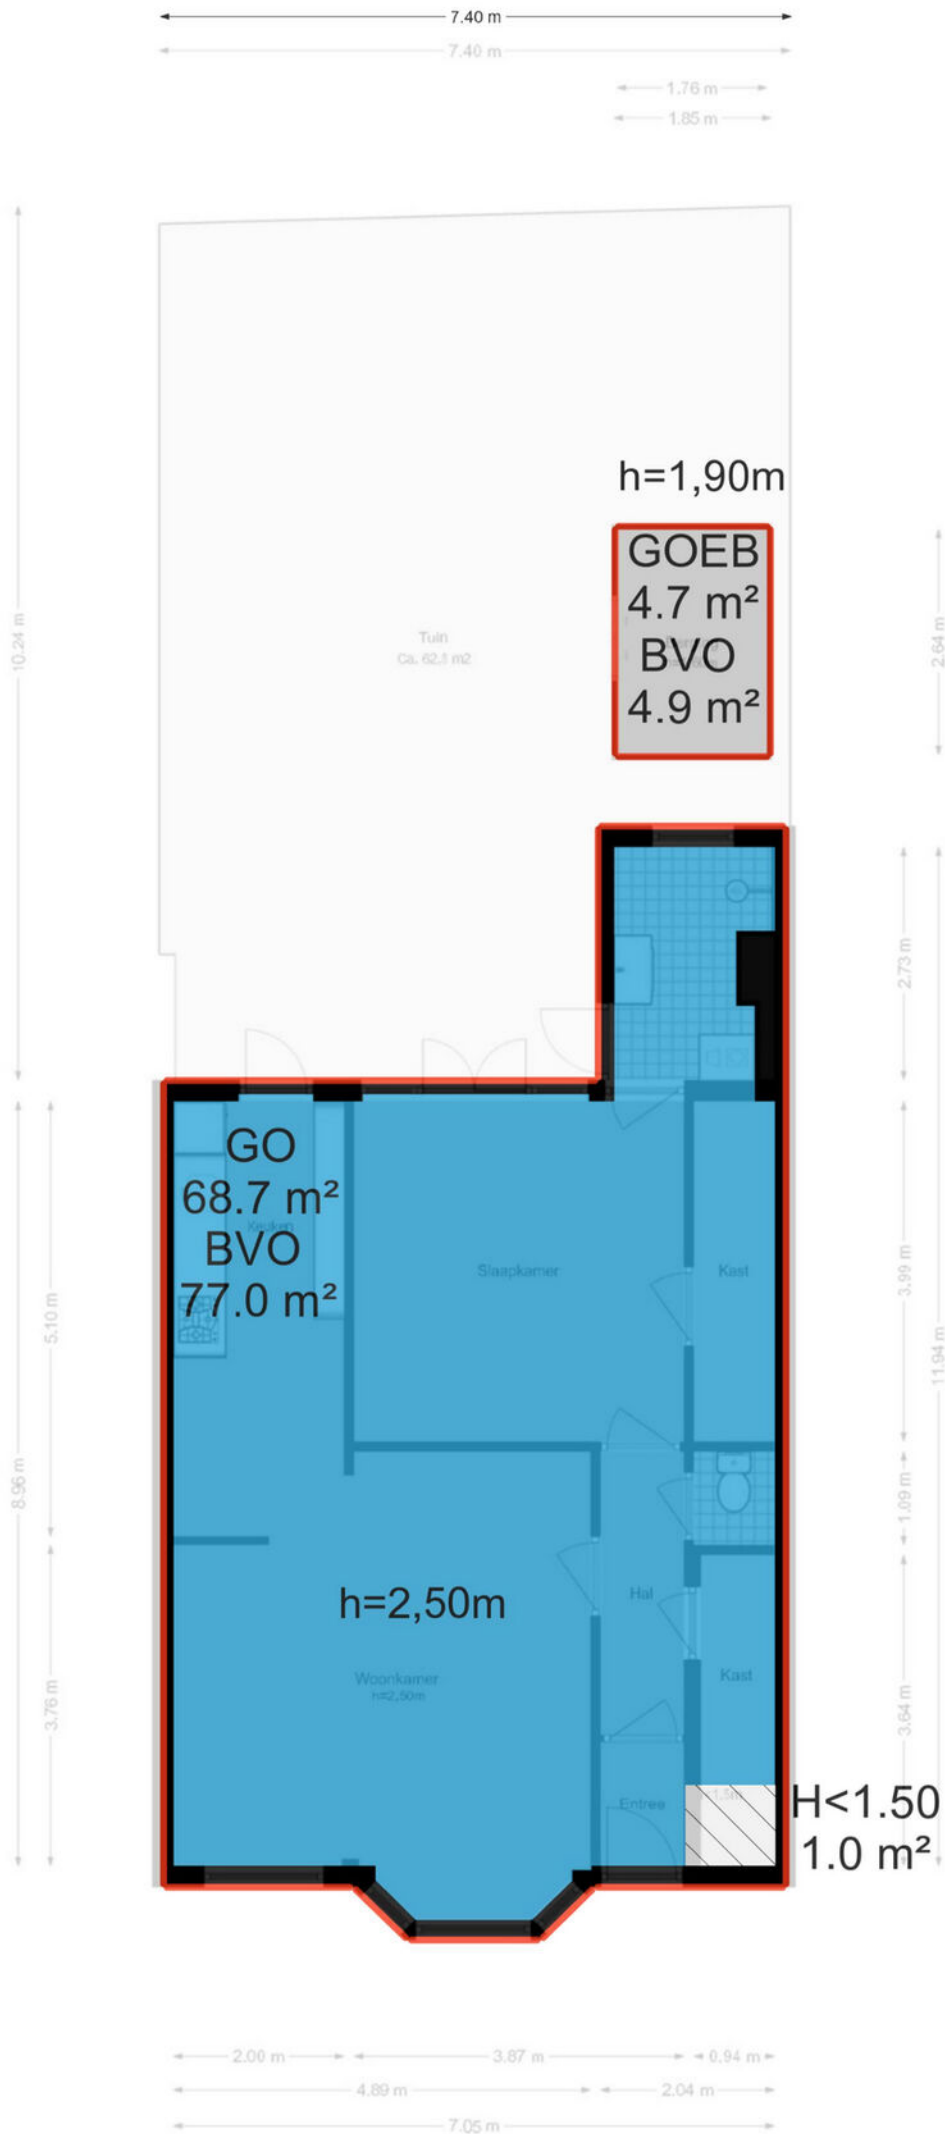 7.40 m
7.40 m
1.76 m
1.85 m
10.24 m
h=1,90m
GOEB
4.7 m²
BVO
4.9 m²
2.64 m
Tuin
Ca. 62.1 m2
2.73 m
GO
68.7 m²
Keuken
BVO
77.0 m²
Slaapkamer
Kast
3.99 m
5.10 m
11.94 m
8.96 m
1.09 m
h=2,50m
Hal
Woonkamer
h=2,50m
Kast
3.76 m
3.64 m
Entree
H<1.50
1.0 m²
2.00 m
3.87 m
0.94 m
4.89 m
2.04 m
7.05 m